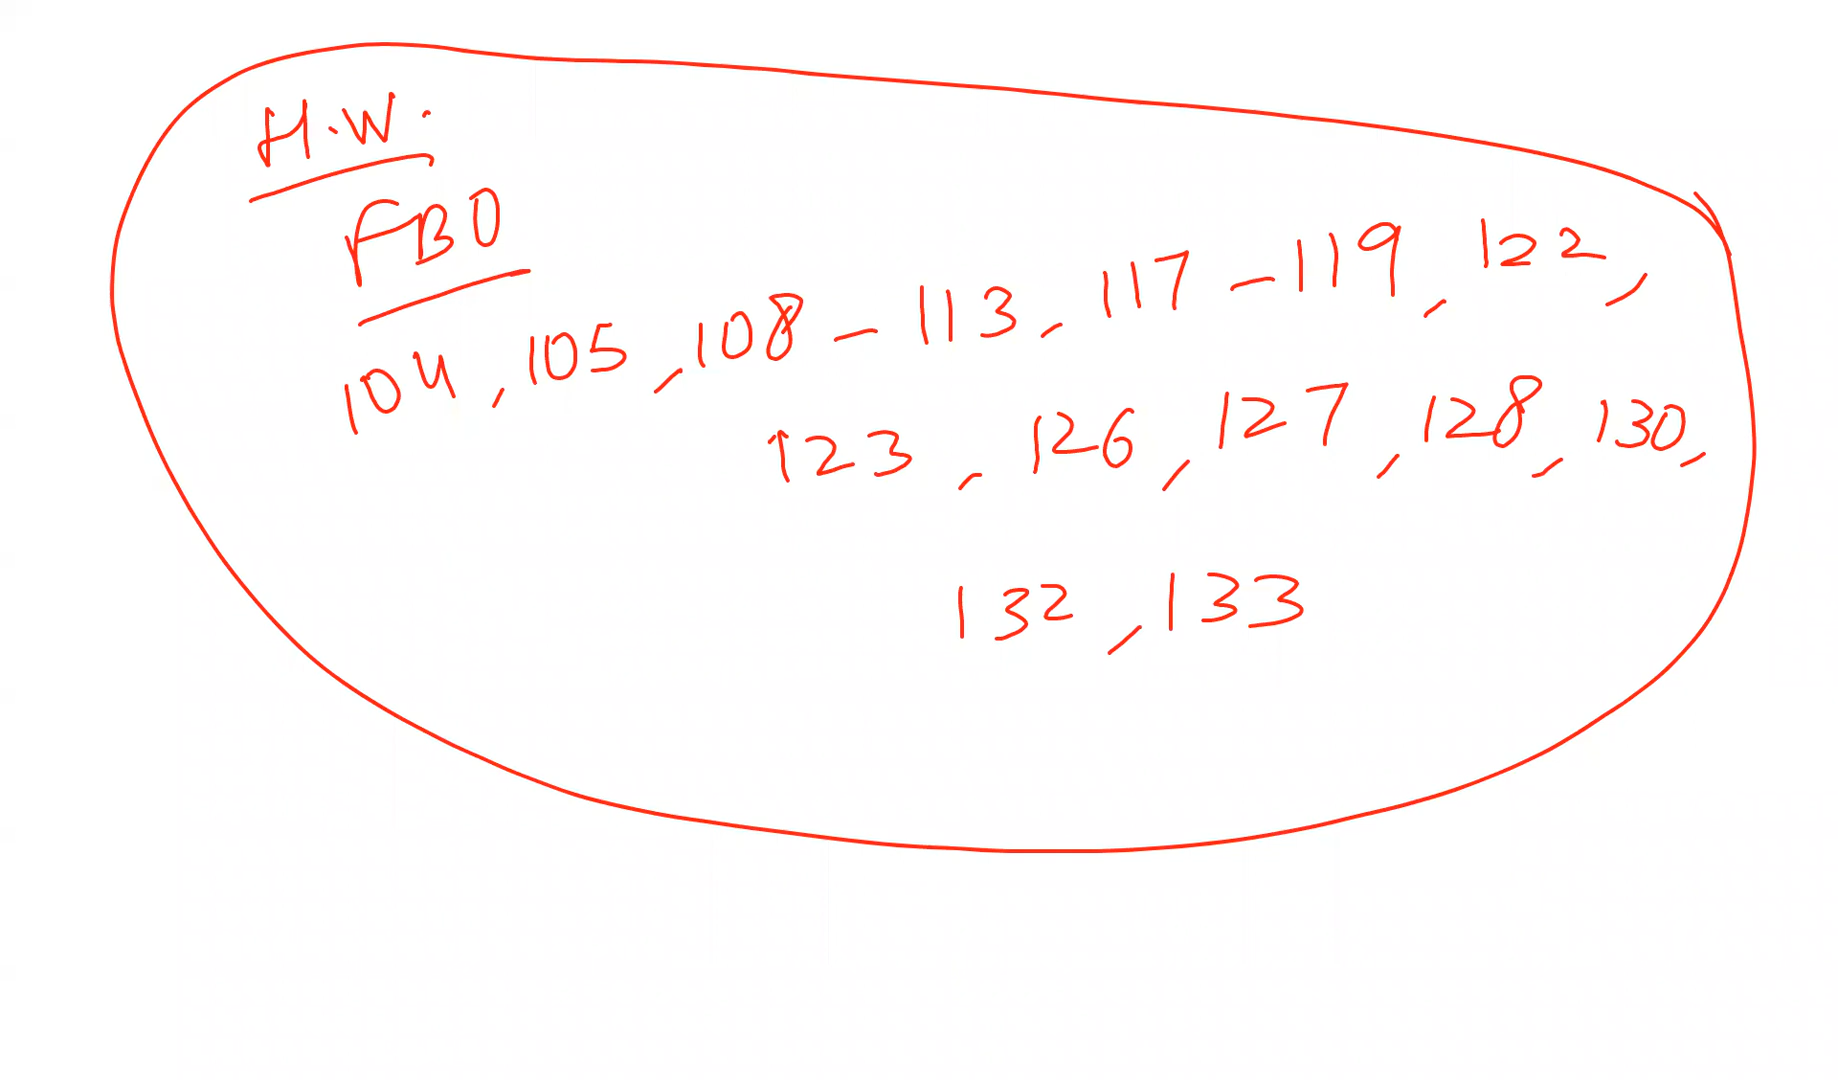 H.W.
FBD
104, 105, 108 - 113, 117 - 119, 122,
123, 126, 127, 128, 130,
132, 133